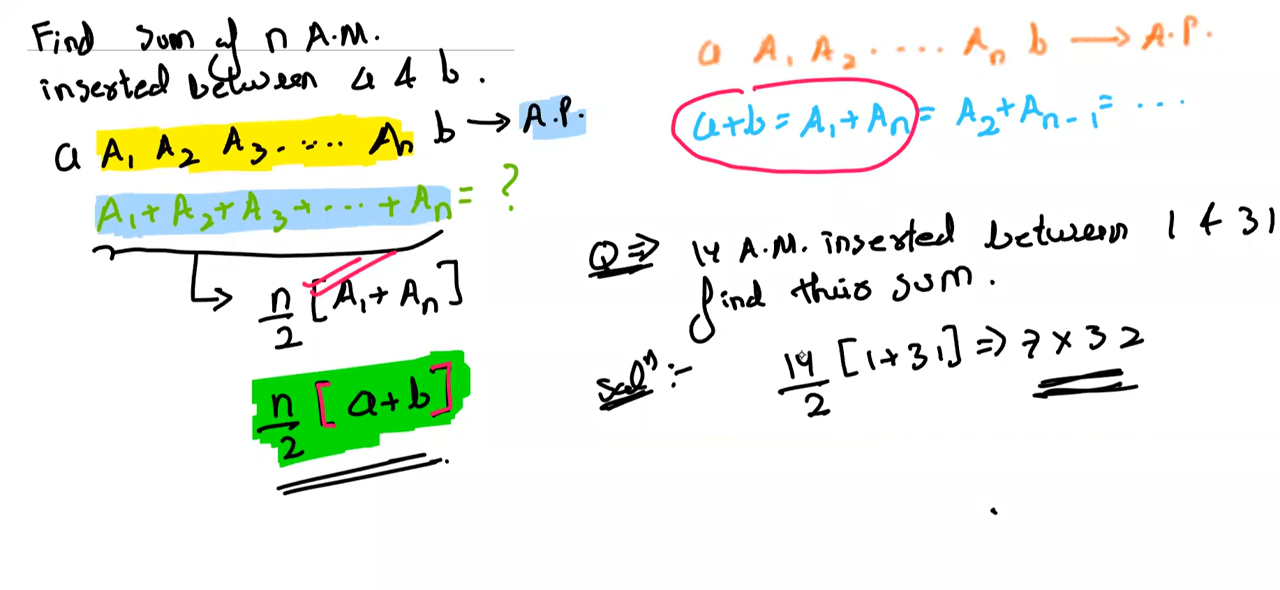 Find sum of n A.M.
inserted between a & b.
a A₁ A₂ A₃ ..... Aₙ b → A.P.
A₁ + A₂ + A₃ + ... + Aₙ = ?
n/2 [A₁ + Aₙ]
n/2 [a + b]
a A₁ A₂ ..... Aₙ b → A.P.
a+b = A₁ + Aₙ = A₂ + Aₙ₋₁ = ...
Q ⇒ 14 A.M. inserted between 1 & 31
find this sum.
solⁿ :- 14/2 [1+31] ⇒ 7 × 32